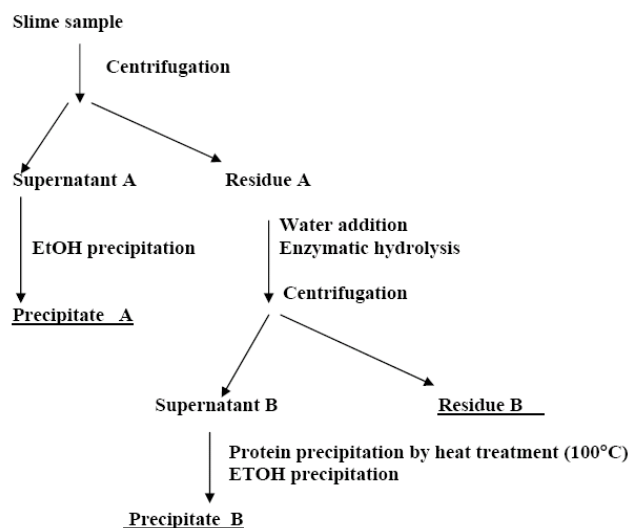 Slime sample
Centrifugation
Supernatant A
Residue A
EtOH precipitation
Water addition
Enzymatic hydrolysis
Centrifugation
Precipitate A
Supernatant B
Residue B
Protein precipitation by heat treatment (100°C)
ETOH precipitation
Precipitate B